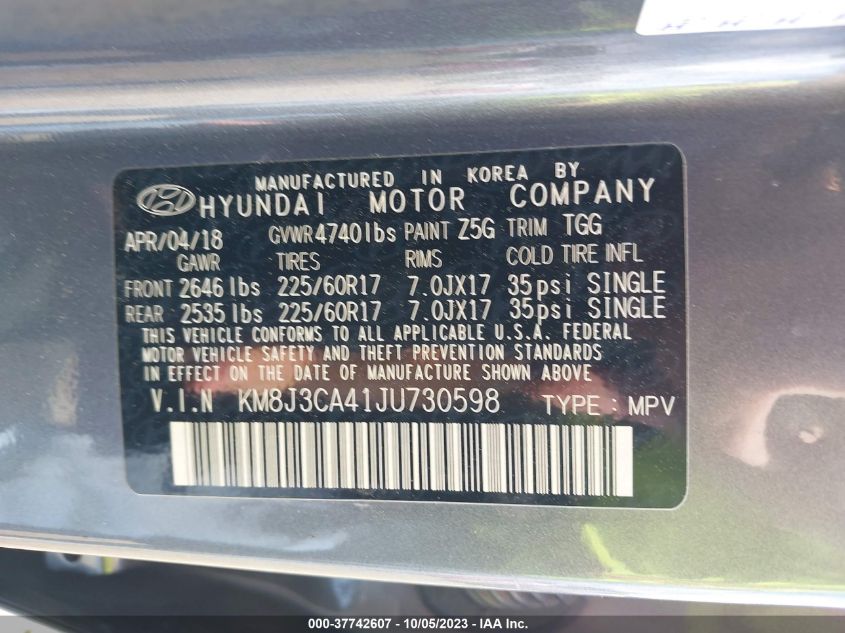 MANUFACTURED IN KOREA BY
HYUNDAI MOTOR COMPANY
APR/04/18 GVWR 4740lbs PAINT Z5G TRIM TGG
GAWR TIRES RIMS COLD TIRE INFL
FRONT 2646lbs 225/60R17 7.0JX17 35psi SINGLE
REAR 2535lbs 225/60R17 7.0JX17 35psi SINGLE
THIS VEHICLE CONFORMS TO ALL APPLICABLE U.S.A. FEDERAL
MOTOR VEHICLE SAFETY AND THEFT PREVENTION STANDARDS
IN EFFECT ON THE DATE OF MANUFACTURE SHOWN ABOVE
V.I.N KM8J3CA41JU730598 TYPE : MPV
000-37742607 - 10/05/2023 - IAA Inc.